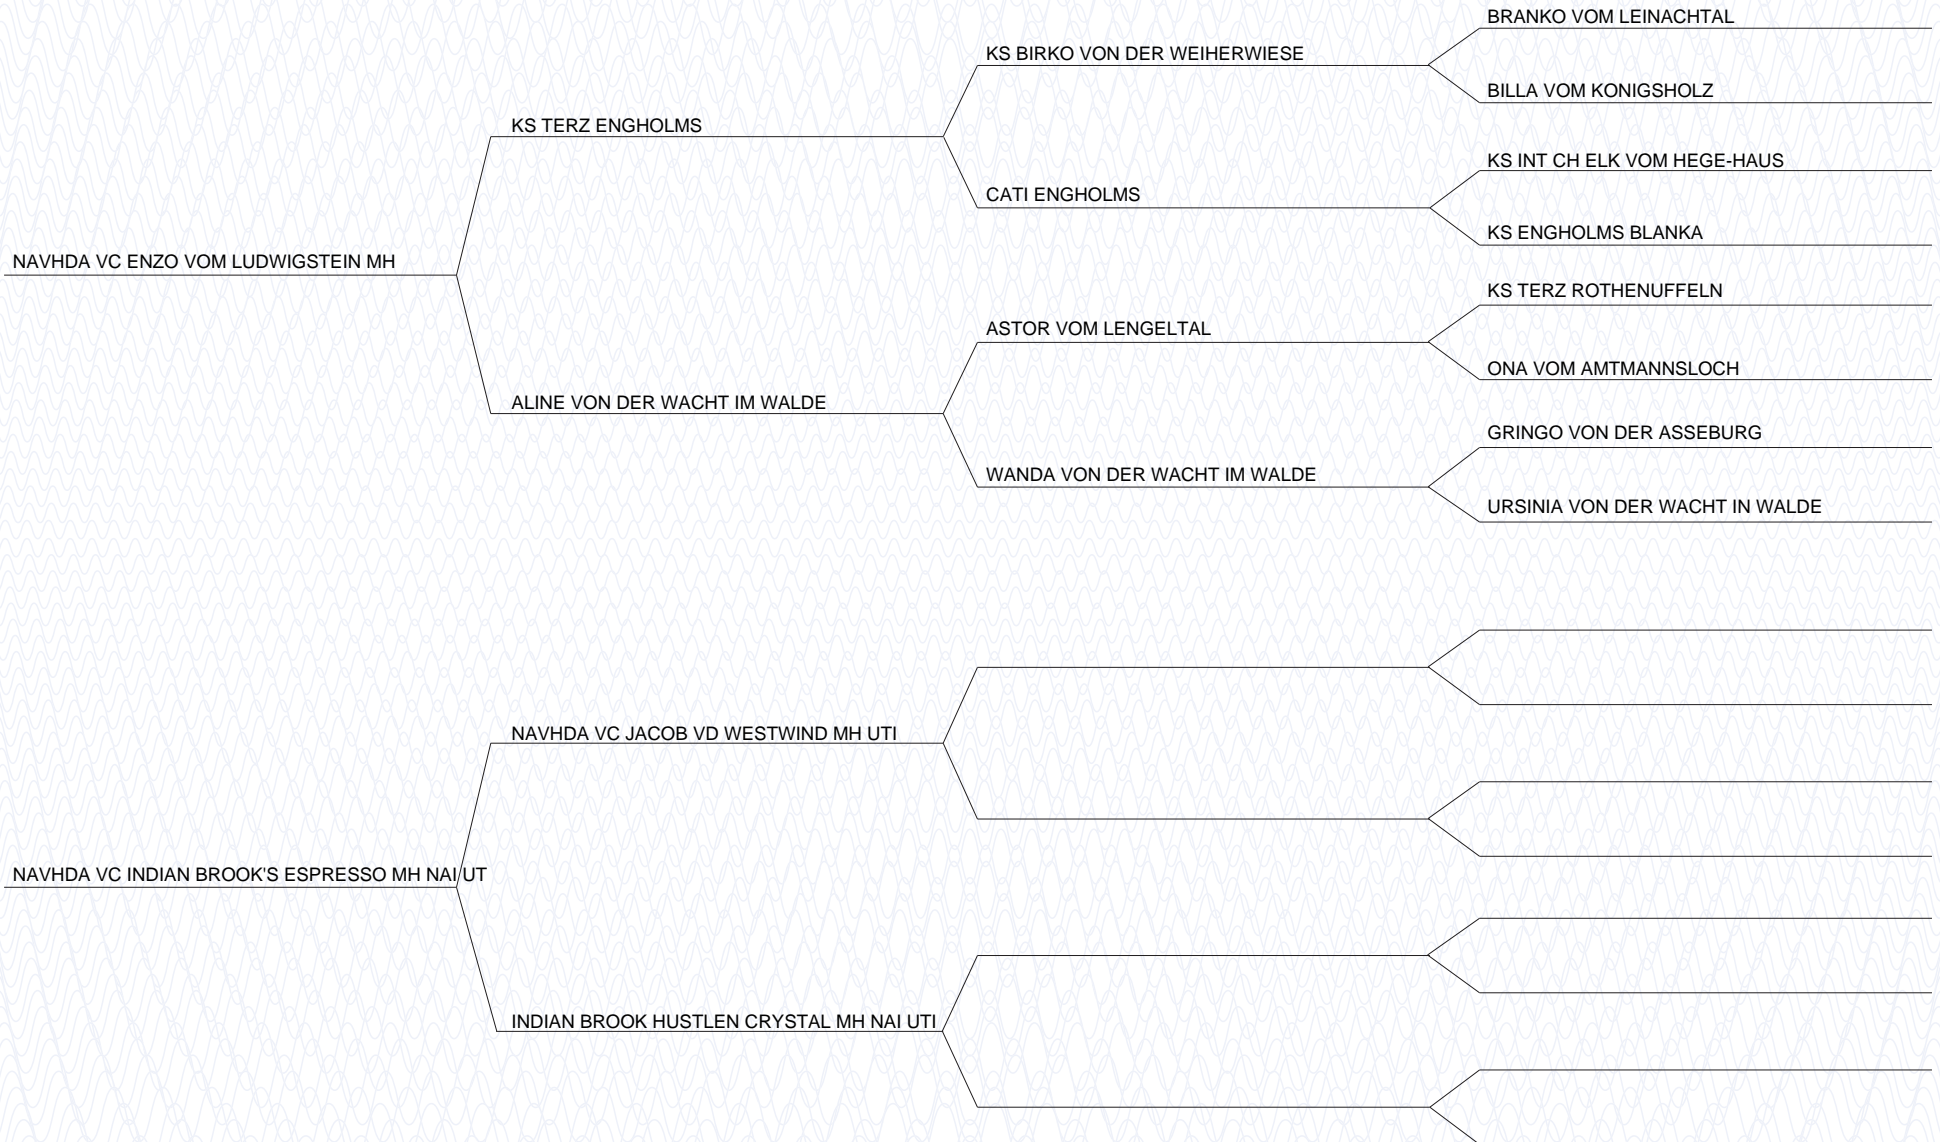 BRANKO VOM LEINACHTAL
KS BIRKO VON DER WEIHERWIESE
BILLA VOM KONIGSHOLZ
KS TERZ ENGHOLMS
KS INT CH ELK VOM HEGE-HAUS
CATI ENGHOLMS
KS ENGHOLMS BLANKA
NAVHDA VC ENZO VOM LUDWIGSTEIN MH
KS TERZ ROTHENUFFELN
ASTOR VOM LENGELTAL
ONA VOM AMTMANNSLOCH
ALINE VON DER WACHT IM WALDE
GRINGO VON DER ASSEBURG
WANDA VON DER WACHT IM WALDE
URSINIA VON DER WACHT IN WALDE
NAVHDA VC JACOB VD WESTWIND MH UTI
NAVHDA VC INDIAN BROOK'S ESPRESSO MH NAI UT
INDIAN BROOK HUSTLEN CRYSTAL MH NAI UTI